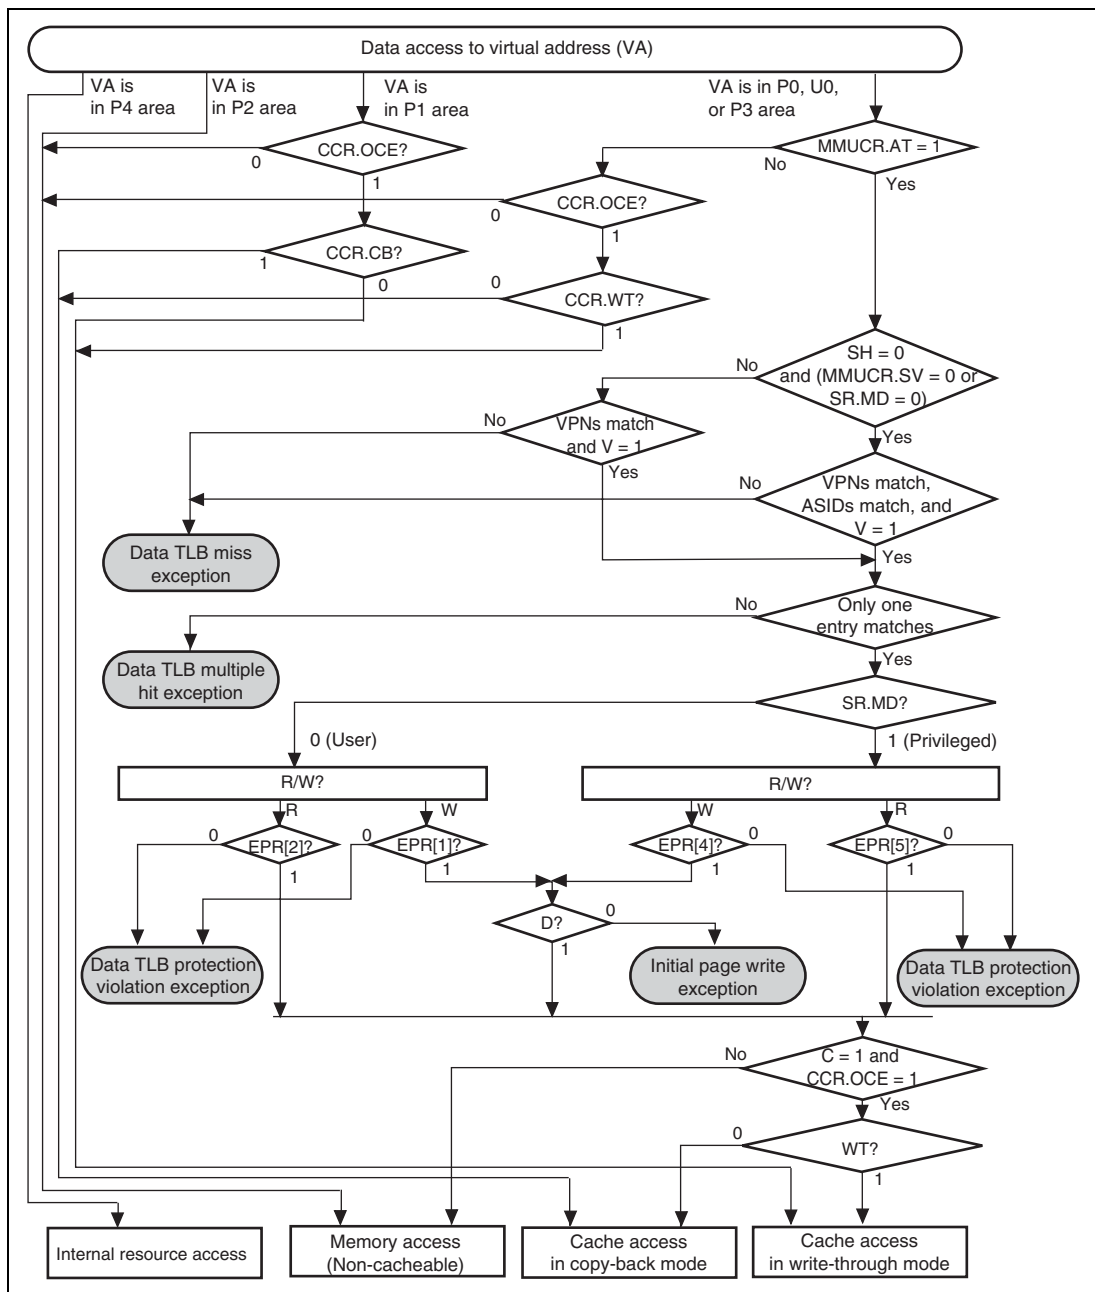 Data access to virtual address (VA)
VA is
in P4 area
VA is
in P2 area
VA is
in P1 area
VA is in P0, U0,
or P3 area
CCR.OCE?
0
1
MMUCR.AT = 1
No
Yes
CCR.OCE?
0
1
CCR.CB?
1
0
CCR.WT?
0
1
SH = 0
and (MMUCR.SV = 0 or
SR.MD = 0)
No
Yes
VPNs match
and V = 1
No
Yes
VPNs match,
ASIDs match, and
V = 1
No
Yes
Data TLB miss
exception
Only one
entry matches
No
Yes
Data TLB multiple
hit exception
SR.MD?
0 (User)
1 (Privileged)
R/W?
R/W?
R
W
W
R
0
EPR[2]?
1
0
EPR[1]?
1
EPR[4]?
0
1
EPR[5]?
0
1
D?
0
1
Data TLB protection
violation exception
Initial page write
exception
Data TLB protection
violation exception
C = 1 and
CCR.OCE = 1
No
Yes
WT?
0
1
Internal resource access
Memory access
(Non-cacheable)
Cache access
in copy-back mode
Cache access
in write-through mode